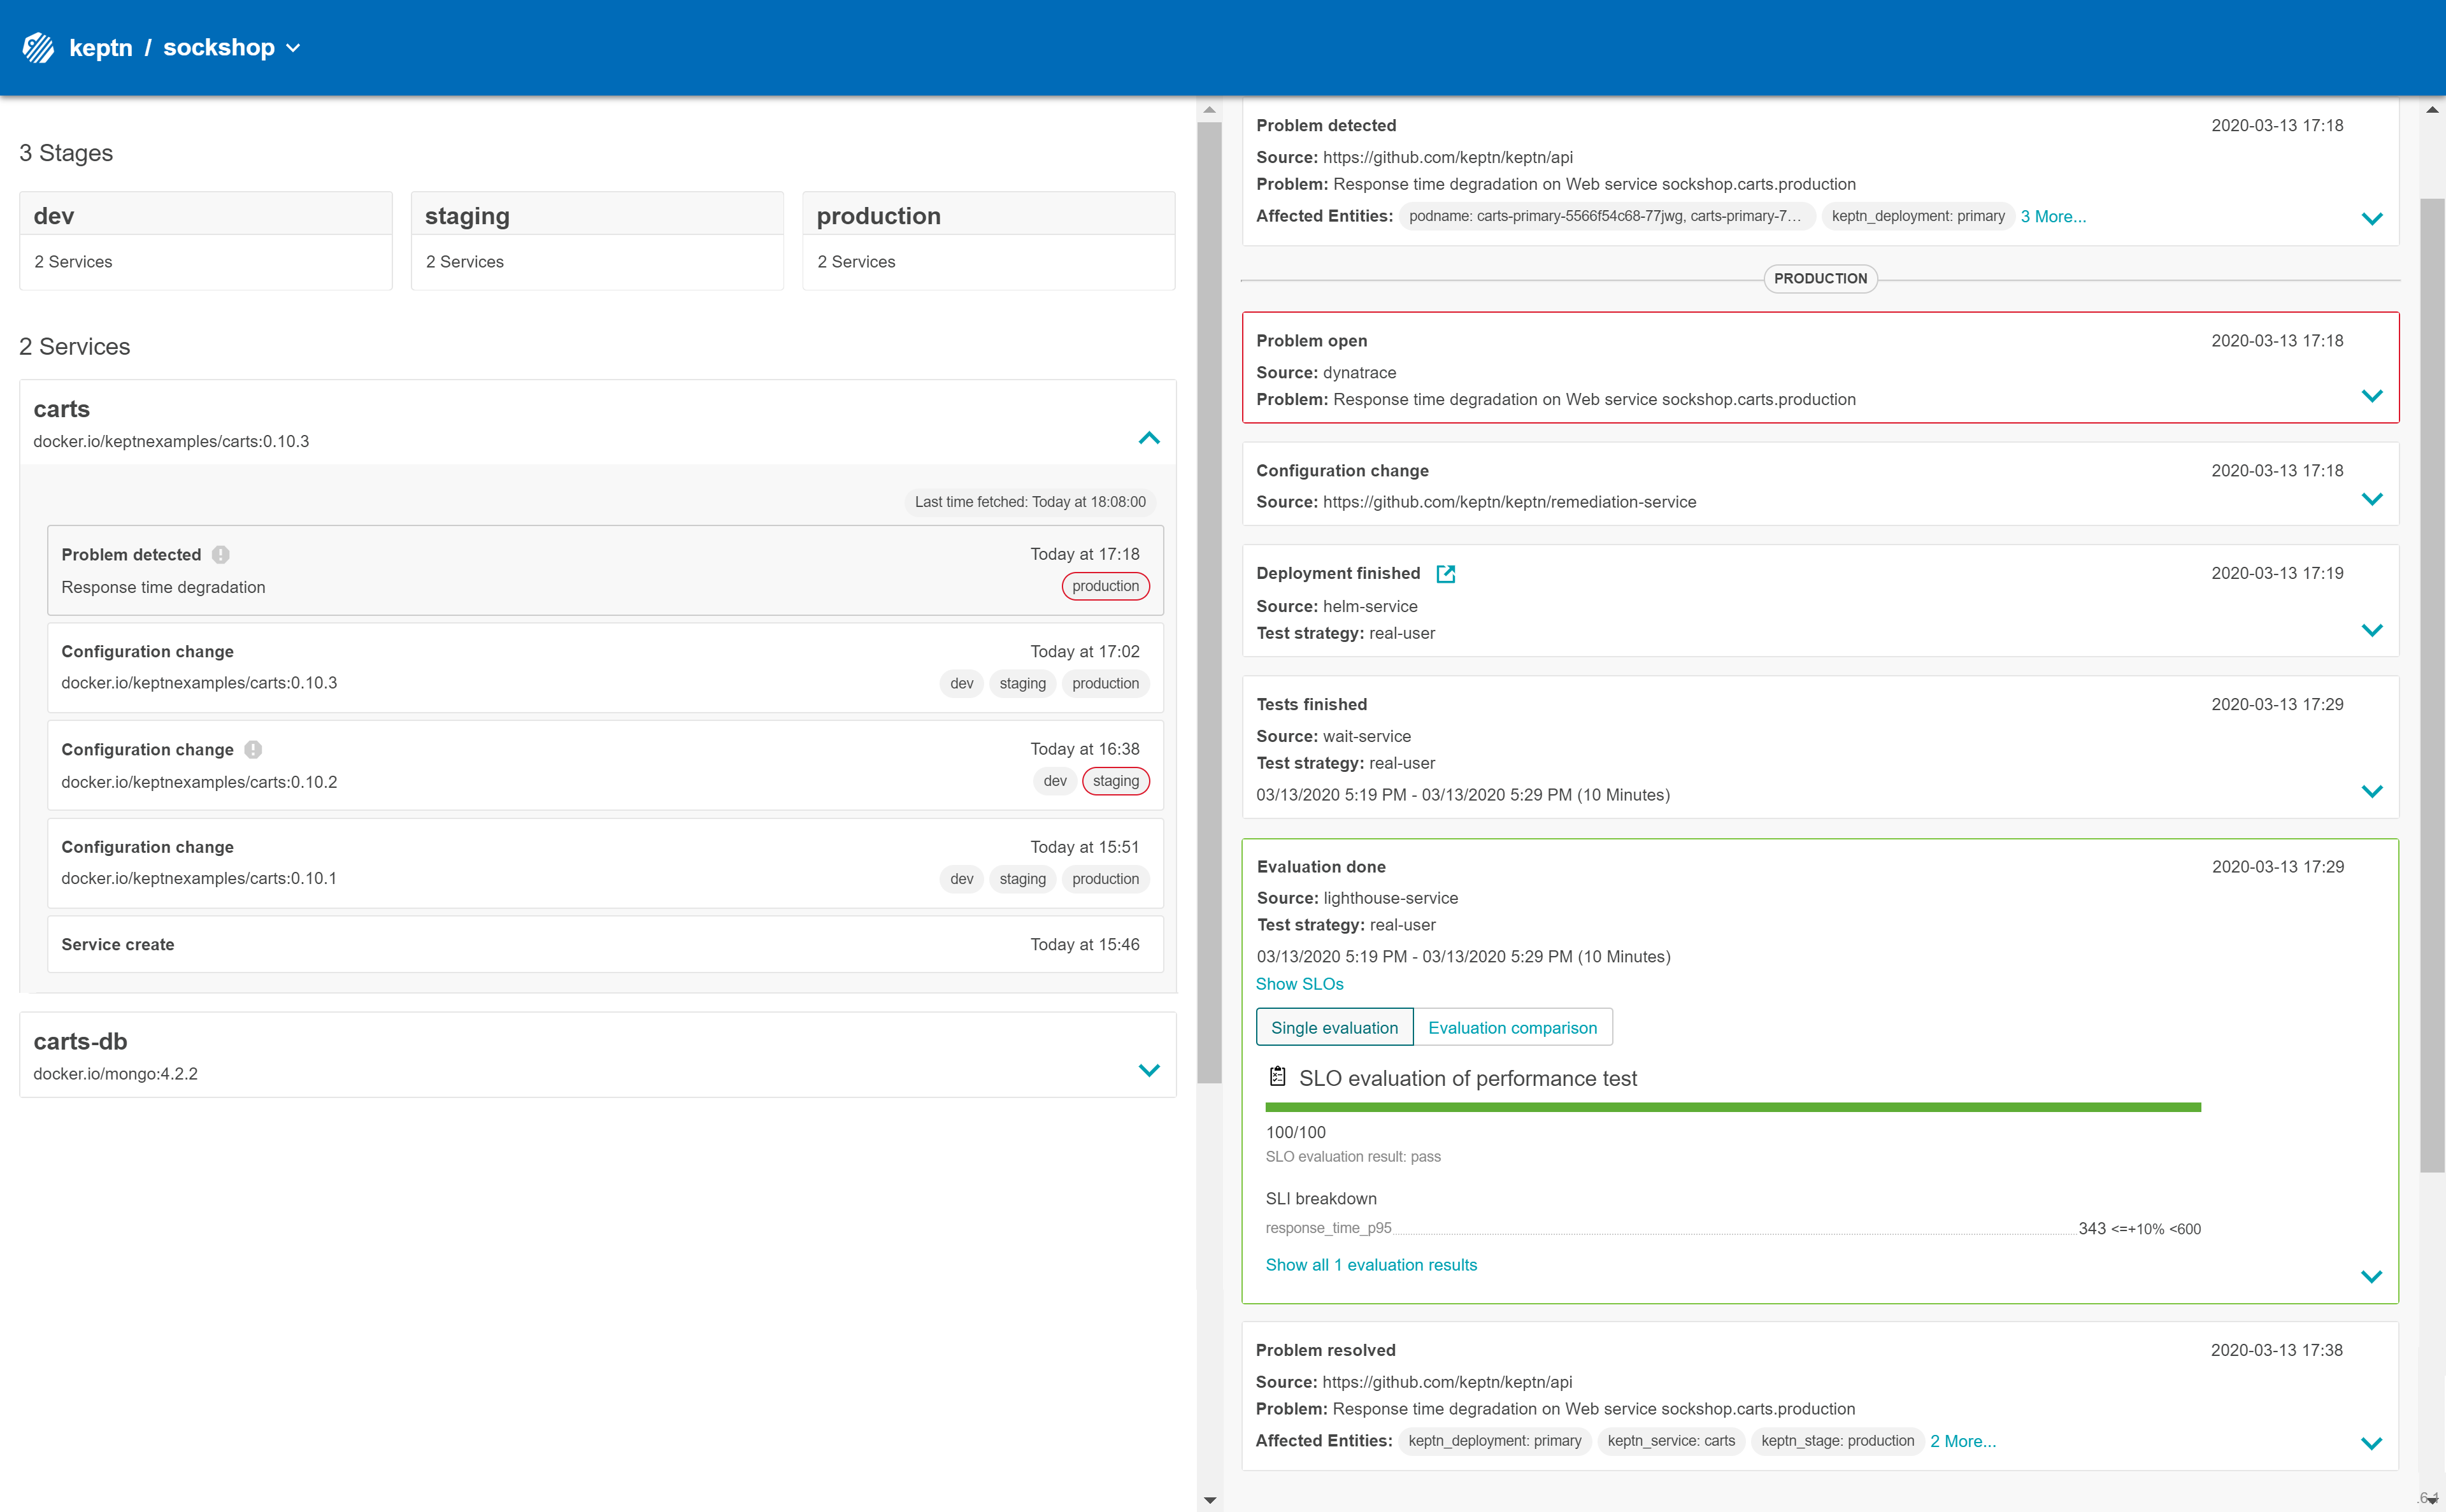 keptn / sockshop
3 Stages
dev
2 Services
staging
2 Services
production
2 Services
2 Services
carts
docker.io/keptnexamples/carts:0.10.3
Last time fetched: Today at 18:08:00
Problem detected Today at 17:18
Response time degradation production
Configuration change Today at 17:02
docker.io/keptnexamples/carts:0.10.3 dev staging production
Configuration change Today at 16:38
docker.io/keptnexamples/carts:0.10.2 dev staging
Configuration change Today at 15:51
docker.io/keptnexamples/carts:0.10.1 dev staging production
Service create Today at 15:46
carts-db
docker.io/mongo:4.2.2
Problem detected 2020-03-13 17:18
Source: https://github.com/keptn/keptn/api
Problem: Response time degradation on Web service sockshop.carts.production
Affected Entities: podname: carts-primary-5566f54c68-77jwg, carts-primary-7… keptn_deployment: primary 3 More...
PRODUCTION
Problem open 2020-03-13 17:18
Source: dynatrace
Problem: Response time degradation on Web service sockshop.carts.production
Configuration change 2020-03-13 17:18
Source: https://github.com/keptn/keptn/remediation-service
Deployment finished 2020-03-13 17:19
Source: helm-service
Test strategy: real-user
Tests finished 2020-03-13 17:29
Source: wait-service
Test strategy: real-user
03/13/2020 5:19 PM - 03/13/2020 5:29 PM (10 Minutes)
Evaluation done 2020-03-13 17:29
Source: lighthouse-service
Test strategy: real-user
03/13/2020 5:19 PM - 03/13/2020 5:29 PM (10 Minutes)
Show SLOs
Single evaluation Evaluation comparison
SLO evaluation of performance test
100/100
SLO evaluation result: pass
SLI breakdown
response_time_p95 343 <=+10% <600
Show all 1 evaluation results
Problem resolved 2020-03-13 17:38
Source: https://github.com/keptn/keptn/api
Problem: Response time degradation on Web service sockshop.carts.production
Affected Entities: keptn_deployment: primary keptn_service: carts keptn_stage: production 2 More...